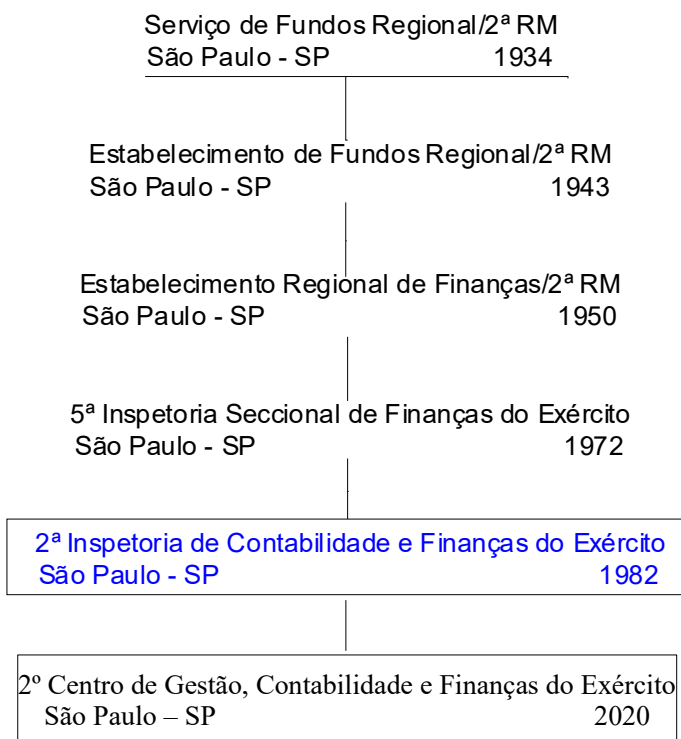 Serviço de Fundos Regional/2ª RM
São Paulo - SP 1934
Estabelecimento de Fundos Regional/2ª RM
São Paulo - SP 1943
Estabelecimento Regional de Finanças/2ª RM
São Paulo - SP 1950
5ª Inspetoria Seccional de Finanças do Exército
São Paulo - SP 1972
2ª Inspetoria de Contabilidade e Finanças do Exército
São Paulo - SP 1982
2º Centro de Gestão, Contabilidade e Finanças do Exército
São Paulo – SP 2020